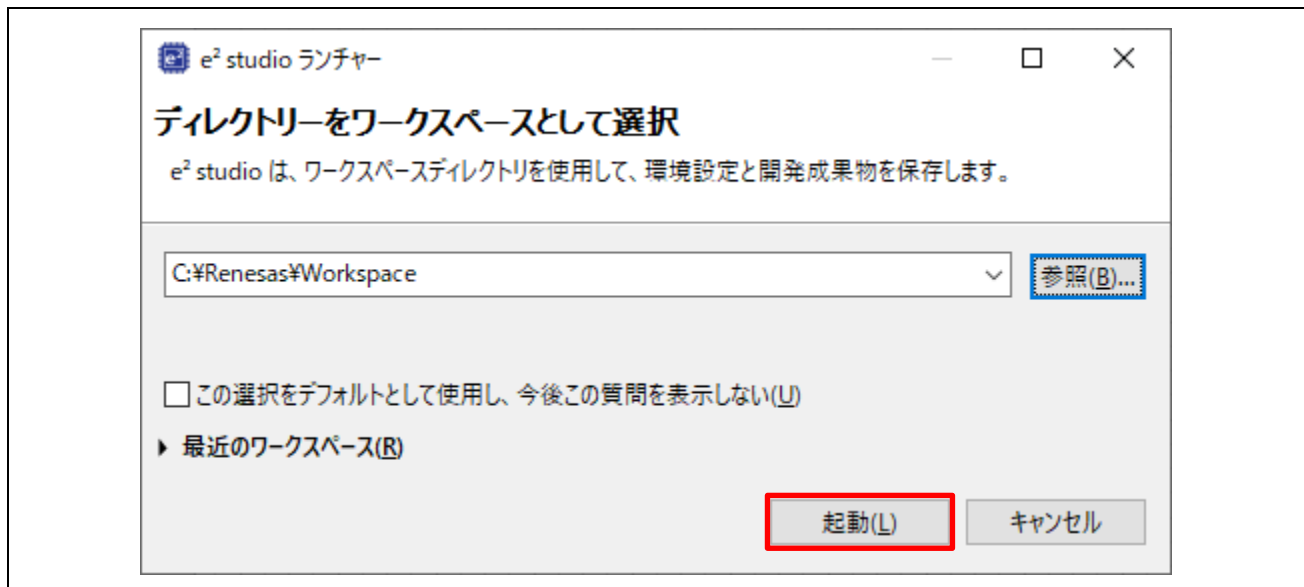 e² studio ランチャー
ディレクトリーをワークスペースとして選択
e² studio は、ワークスペースディレクトリを使用して、環境設定と開発成果物を保存します。
C:¥Renesas¥Workspace
参照(B)...
この選択をデフォルトとして使用し、今後この質問を表示しない(U)
最近のワークスペース(R)
起動(L) キャンセル